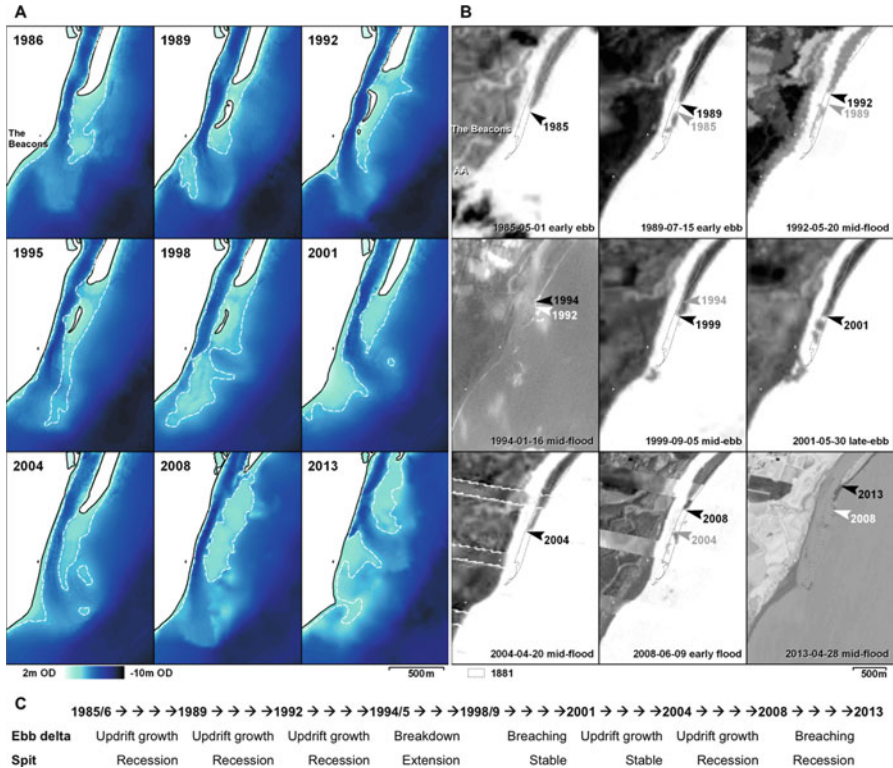 A
B
1986
1989
1992
The
Beacons
1995
1998
2001
2004
2008
2013
2m OD
-10m OD
500m
1985
The Beacons
AA
1985-05-01 early ebb
1989
1985
1989-07-15 early ebb
1992
1989
1992-05-20 mid-flood
1994
1992
1994-01-16 mid-flood
1994
1999
1999-09-05 mid-ebb
2001
2001-05-30 late-ebb
2004
2004-04-20 mid-flood
2008
2004
2008-06-09 early flood
2013
2008
2013-04-28 mid-flood
1881
500m
C
1985/6 → → → → → 1989 → → → → → 1992 → → → → → 1994/5 → → → → → 1998/9 → → → → → 2001 → → → → → 2004 → → → → → 2008 → → → → → 2013
Ebb delta Updrift growth Updrift growth Updrift growth Breakdown Breaching Updrift growth Updrift growth Breaching
Spit Recession Recession Recession Extension Stable Stable Recession Recession